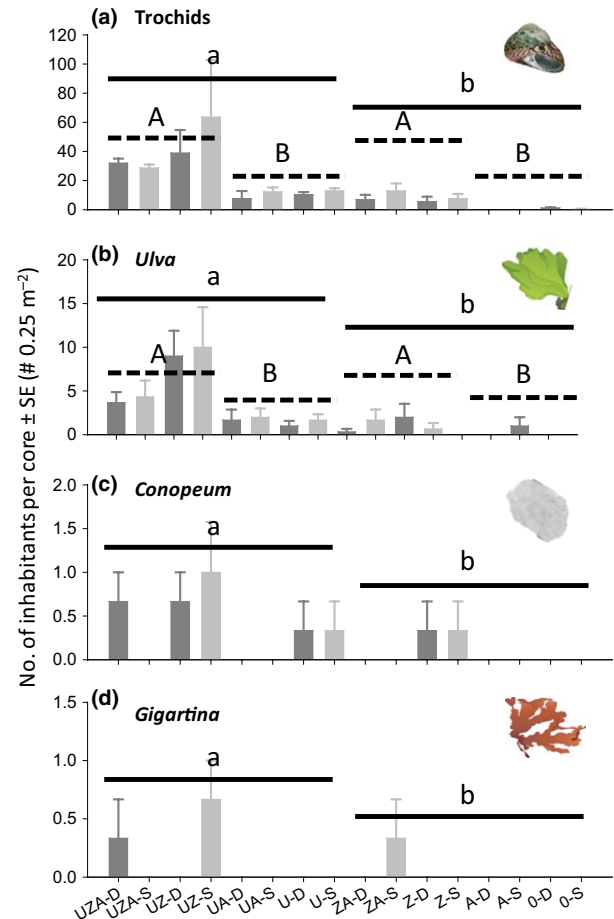 (a) Trochids
120
100
80
60
40
20
0
a
b
A
B
A
B
(b) Ulva
20
15
10
5
0
a
b
A
B
A
B
(c) Conopeum
2.0
1.5
1.0
0.5
0.0
a
b
(d) Gigartina
1.5
1.0
0.5
0.0
a
b
No. of inhabitants per core ± SE (# 0.25 m⁻²)
UZA-D
UZA-S
UZ-D
UZ-S
UA-D
UA-S
U-D
U-S
ZA-D
ZA-S
Z-D
Z-S
A-D
A-S
0-D
0-S